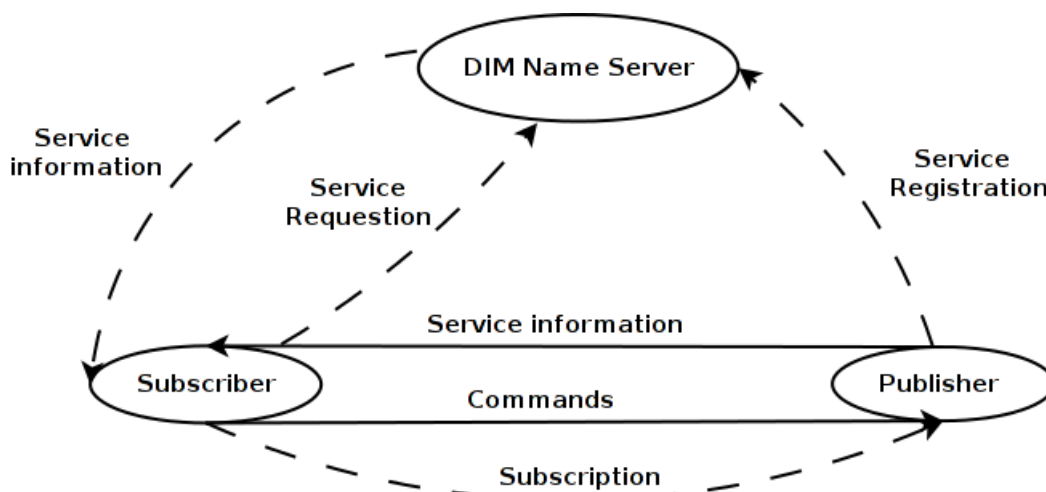 DIM Name Server
Service
information
Service
Requestion
Service
Registration
Service information
Subscriber
Publisher
Commands
Subscription